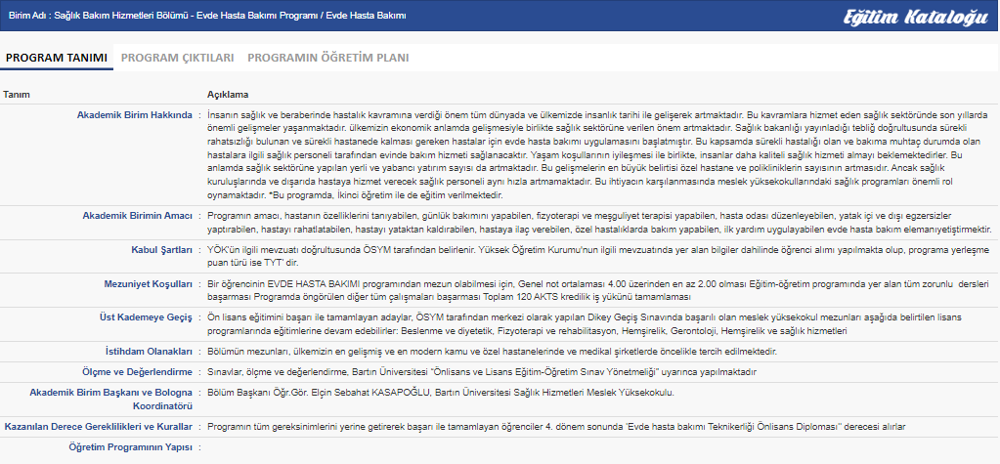 Birim Adı : Sağlık Bakım Hizmetleri Bölümü - Evde Hasta Bakımı Programı / Evde Hasta Bakımı
Eğitim Kataloğu
PROGRAM TANIMI PROGRAM ÇIKTILARI PROGRAMIN ÖĞRETİM PLANI
Tanım Açıklama
Akademik Birim Hakkında : İnsanın sağlık ve beraberinde hastalık kavramına verdiği önem tüm dünyada ve ülkemizde insanlık tarihi ile gelişerek artmaktadır. Bu kavramlara hizmet eden sağlık sektöründe son yıllarda
önemli gelişmeler yaşanmaktadır. ülkemizin ekonomik anlamda gelişmesiyle birlikte sağlık sektörüne verilen önem artmaktadır. Sağlık bakanlığı yayınladığı tebliğ doğrultusunda sürekli
rahatsızlığı bulunan ve sürekli hastanede kalması gereken hastalar için evde hasta bakımı uygulamasını başlatmıştır. Bu kapsamda sürekli hastalığı olan ve bakıma muhtaç durumda olan
hastalara ilgili sağlık personeli tarafından evinde bakım hizmeti sağlanacaktır. Yaşam koşullarının iyileşmesi ile birlikte, insanlar daha kaliteli sağlık hizmeti almayı beklemektedirler. Bu
anlamda sağlık sektörüne yapılan yerli ve yabancı yatırım sayısı da artmaktadır. Bu gelişmelerin en büyük belirtisi özel hastane ve polikliniklerin sayısının artmasıdır. Ancak sağlık
kuruluşlarında ve dışarıda hastaya hizmet verecek sağlık personeli aynı hızla artmamaktadır. Bu ihtiyacın karşılanmasında meslek yüksekokullarındaki sağlık programları önemli rol
oynamaktadır. *Bu programda, İkinci öğretim ile de eğitim verilmektedir.
Akademik Birimin Amacı : Programın amacı, hastanın özelliklerini tanıyabilen, günlük bakımını yapabilen, fizyoterapi ve meşguliyet terapisi yapabilen, hasta odası düzenleyebilen, yatak içi ve dışı egzersizler
yaptırabilen, hastayı rahatlatabilen, hastayı yataktan kaldırabilen, hastaya ilaç verebilen, özel hastalıklarda bakım yapabilen, ilk yardım uygulayabilen evde hasta bakım elemanıyetiştirmektir.
Kabul Şartları : YÖK'ün ilgili mevzuatı doğrultusunda ÖSYM tarafından belirlenir. Yüksek Öğretim Kurumu'nun ilgili mevzuatında yer alan bilgiler dahilinde öğrenci alımı yapılmakta olup, programa yerleşme
puan türü ise TYT' dir.
Mezuniyet Koşulları : Bir öğrencinin EVDE HASTA BAKIMI programından mezun olabilmesi için, Genel not ortalaması 4.00 üzerinden en az 2.00 olması Eğitim-öğretim programında yer alan tüm zorunlu dersleri
başarması Programda öngörülen diğer tüm çalışmaları başarması Toplam 120 AKTS kredilik iş yükünü tamamlaması
Üst Kademeye Geçiş : Ön lisans eğitimini başarı ile tamamlayan adaylar, ÖSYM tarafından merkezi olarak yapılan Dikey Geçiş Sınavında başarılı olan meslek yüksekokul mezunları aşağıda belirtilen lisans
programlarında eğitimlerine devam edebilirler: Beslenme ve diyetetik, Fizyoterapi ve rehabilitasyon, Hemşirelik, Gerontoloji, Hemşirelik ve sağlık hizmetleri
İstihdam Olanakları : Bölümün mezunları, ülkemizin en gelişmiş ve en modern kamu ve özel hastanelerinde ve medikal şirketlerde öncelikle tercih edilmektedir.
Ölçme ve Değerlendirme : Sınavlar, ölçme ve değerlendirme, Bartın Üniversitesi "Önlisans ve Lisans Eğitim-Öğretim Sınav Yönetmeliği" uyarınca yapılmaktadır
Akademik Birim Başkanı ve Bologna : Bölüm Başkanı Öğr.Gör. Elçin Sebahat KASAPOĞLU, Bartın Üniversitesi Sağlık Hizmetleri Meslek Yüksekokulu.
Koordinatörü
Kazanılan Derece Gereklilikleri ve Kurallar : Programın tüm gereksinimlerini yerine getirerek başarı ile tamamlayan öğrenciler 4. dönem sonunda 'Evde hasta bakımı Teknikerliği Önlisans Diploması'' derecesi alırlar
Öğretim Programının Yapısı :